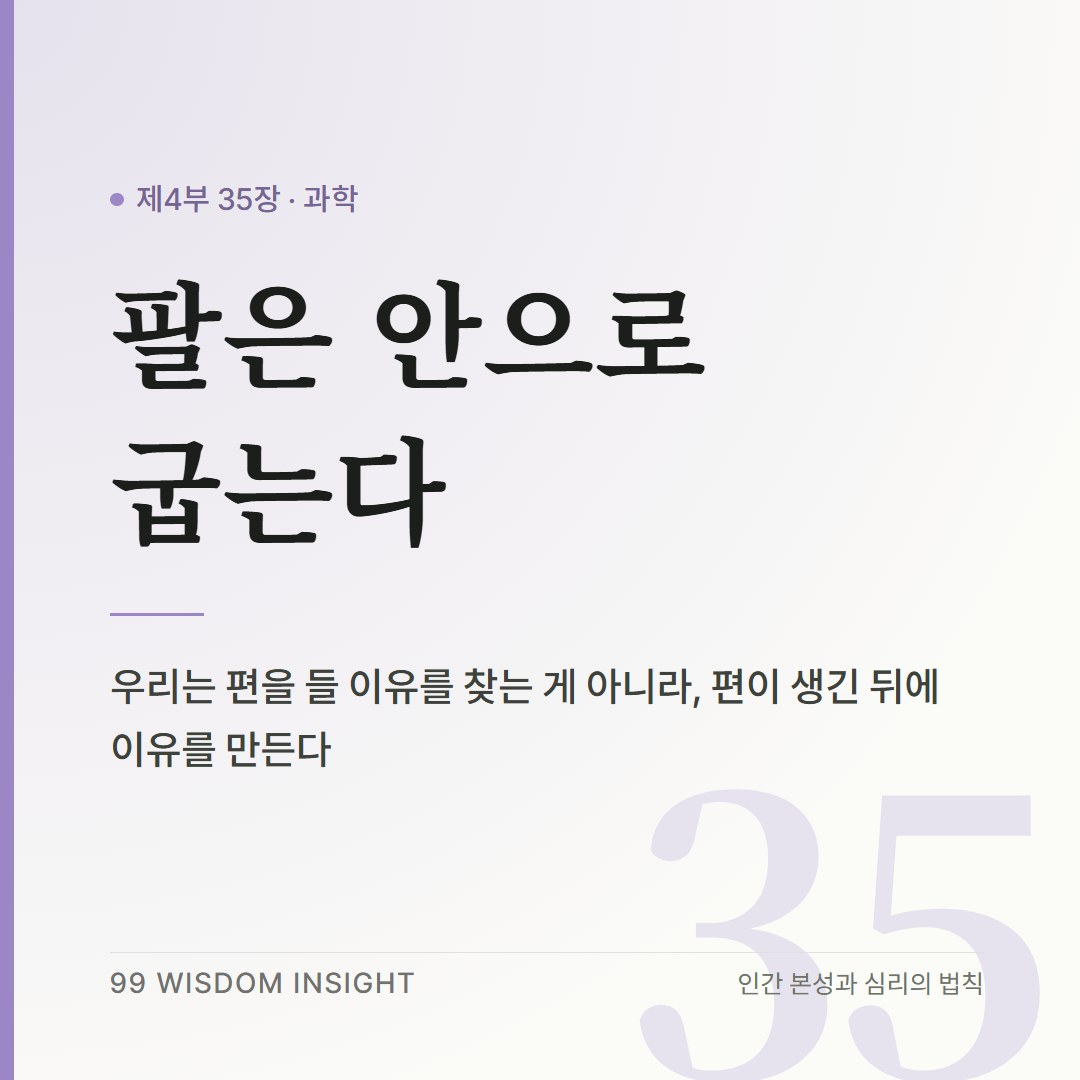 제4부 35장 · 과학
팔은 안으로
굽는다
우리는 편을 들 이유를 찾는 게 아니라, 편이 생긴 뒤에
이유를 만든다
35
99 WISDOM INSIGHT
인간 본성과 심리의 법칙